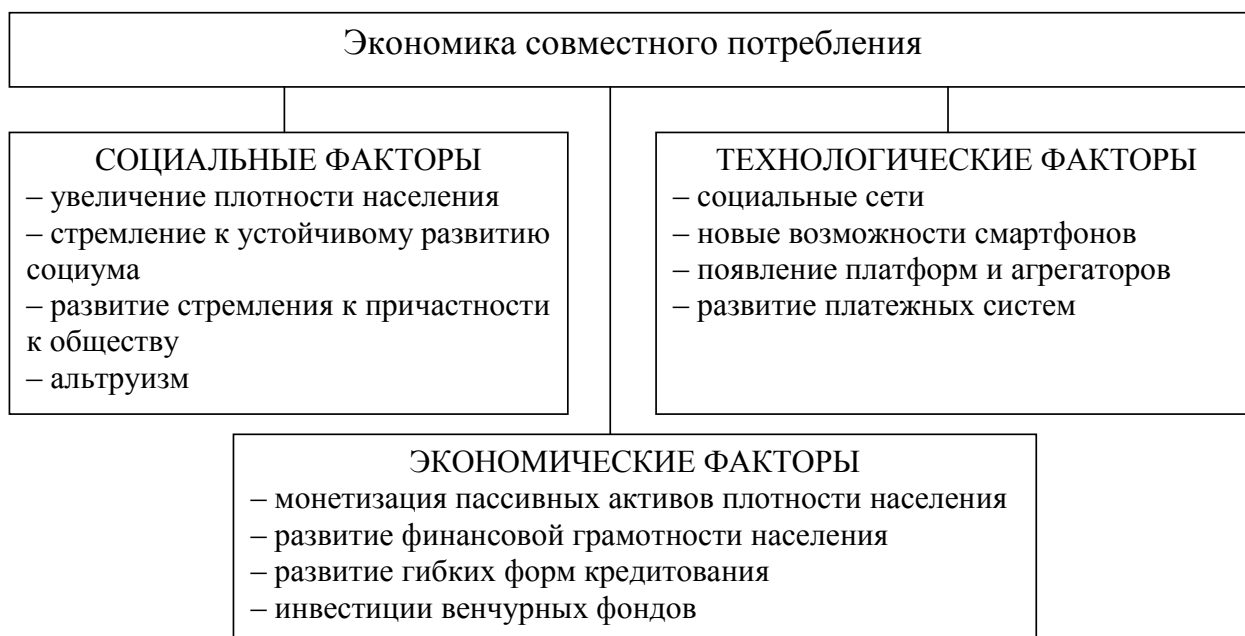 Экономика совместного потребления
СОЦИАЛЬНЫЕ ФАКТОРЫ
– увеличение плотности населения
– стремление к устойчивому развитию
социума
– развитие стремления к причастности
к обществу
– альтруизм
ТЕХНОЛОГИЧЕСКИЕ ФАКТОРЫ
– социальные сети
– новые возможности смартфонов
– появление платформ и агрегаторов
– развитие платежных систем
ЭКОНОМИЧЕСКИЕ ФАКТОРЫ
– монетизация пассивных активов плотности населения
– развитие финансовой грамотности населения
– развитие гибких форм кредитования
– инвестиции венчурных фондов